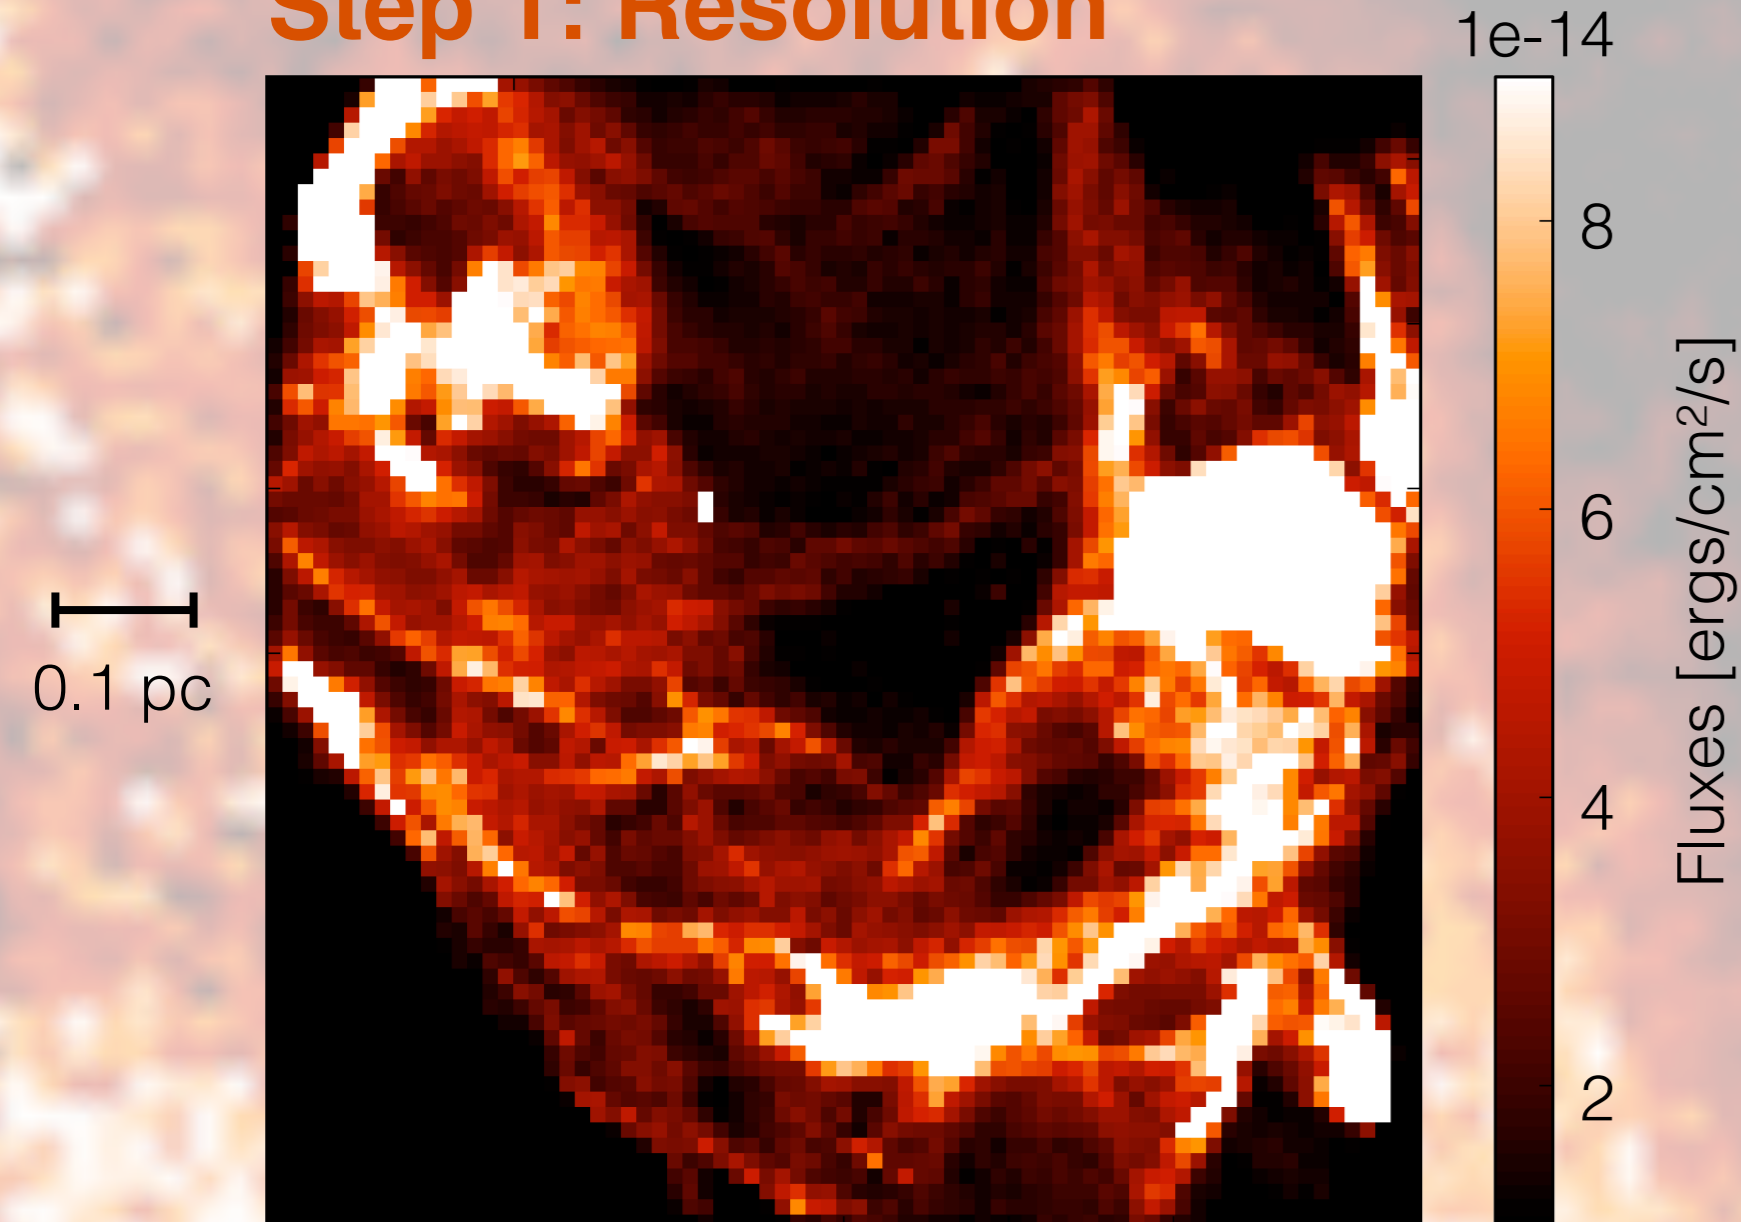 Step 1: Resolution
1e-14
8
6
4
2
Fluxes [ergs/cm²/s]
0.1 pc